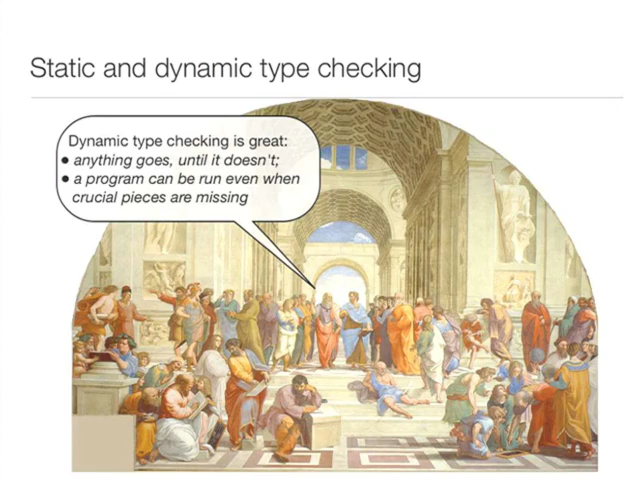 Static and dynamic type checking
Dynamic type checking is great:
• anything goes, until it doesn't;
• a program can be run even when
crucial pieces are missing